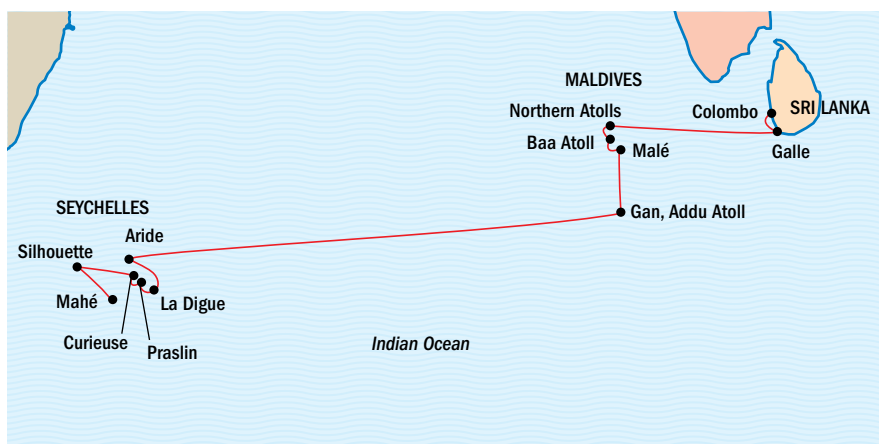 MALDIVES
Northern Atolls
Colombo
SRI LANKA
Baa Atoll
Malé
Galle
SEYCHELLES
Gan, Addu Atoll
Aride
Silhouette
Mahé
La Digue
Curieuse
Praslin
Indian Ocean